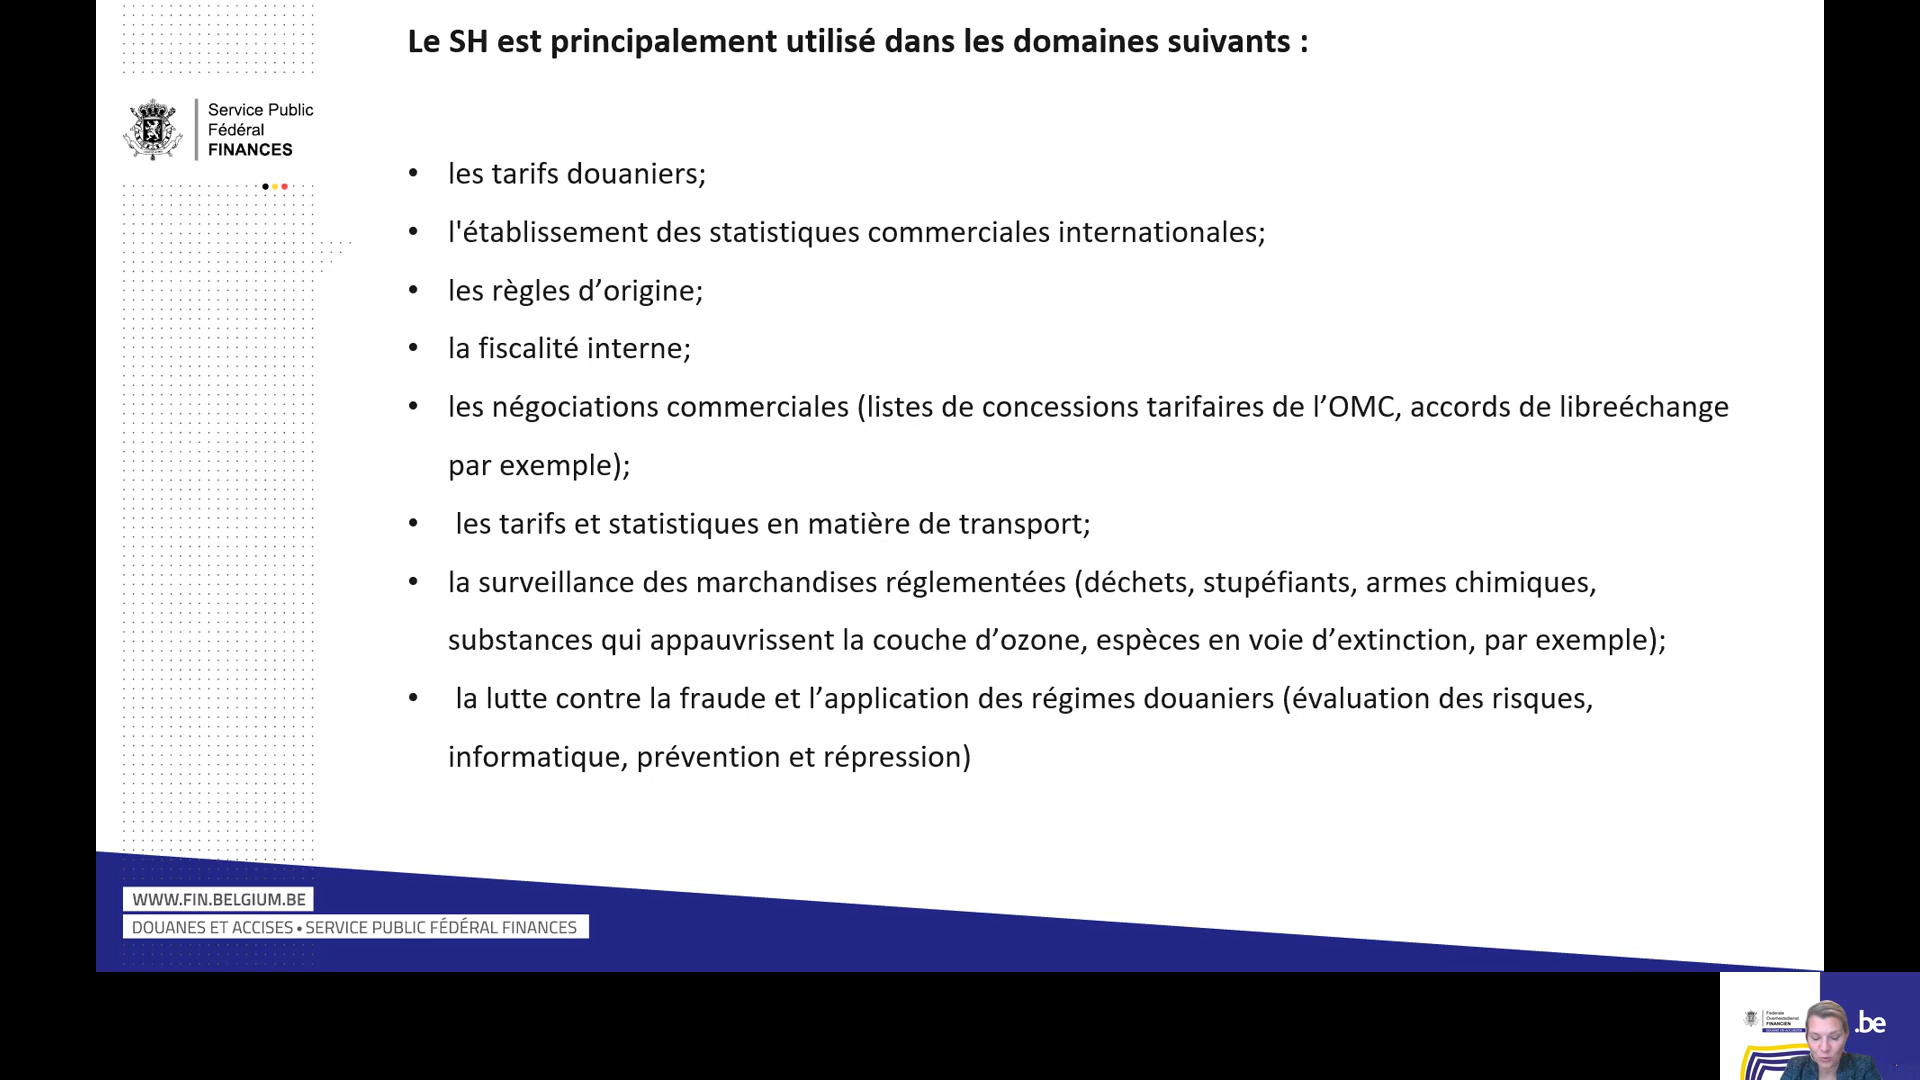 Le SH est principalement utilisé dans les domaines suivants :
Service Public
Fédéral
FINANCES
• les tarifs douaniers;
• l'établissement des statistiques commerciales internationales;
• les règles d’origine;
• la fiscalité interne;
• les négociations commerciales (listes de concessions tarifaires de l’OMC, accords de libreéchange
par exemple);
• les tarifs et statistiques en matière de transport;
• la surveillance des marchandises réglementées (déchets, stupéfiants, armes chimiques,
substances qui appauvrissent la couche d’ozone, espèces en voie d’extinction, par exemple);
• la lutte contre la fraude et l’application des régimes douaniers (évaluation des risques,
informatique, prévention et répression)
WWW.FIN.BELGIUM.BE
DOUANES ET ACCISES • SERVICE PUBLIC FÉDÉRAL FINANCES
Federale
Overheidsdienst
FINANCIEN
.be